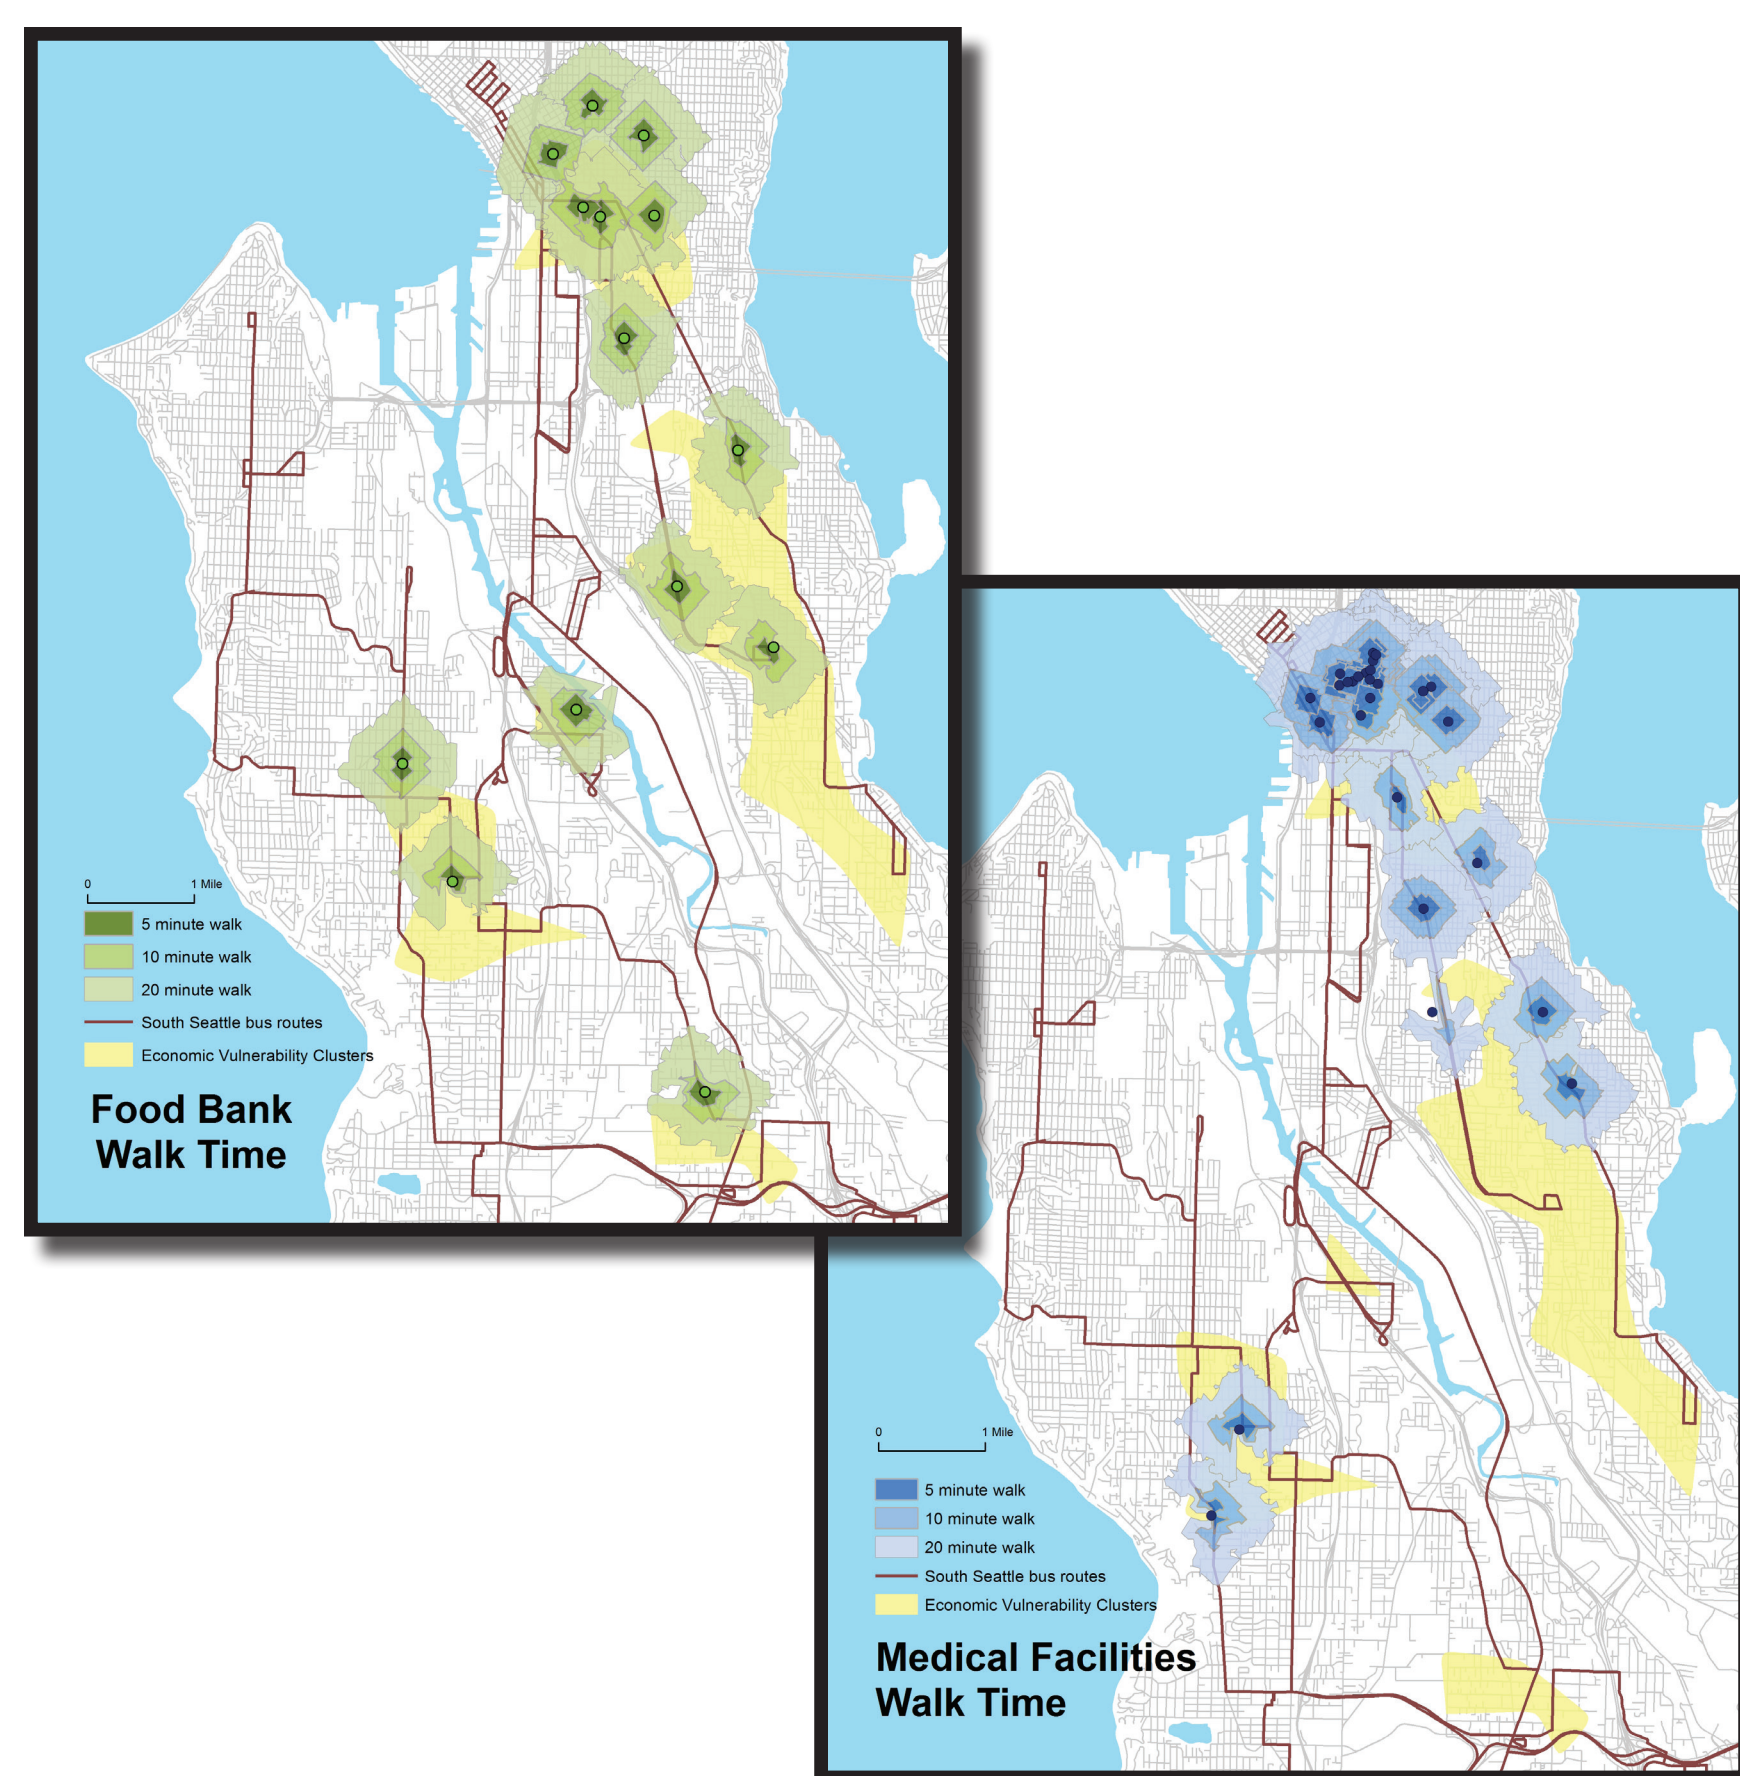 0 1 Mile
5 minute walk
10 minute walk
20 minute walk
South Seattle bus routes
Economic Vulnerability Clusters
Food Bank
Walk Time
0 1 Mile
5 minute walk
10 minute walk
20 minute walk
South Seattle bus routes
Economic Vulnerability Clusters
Medical Facilities
Walk Time